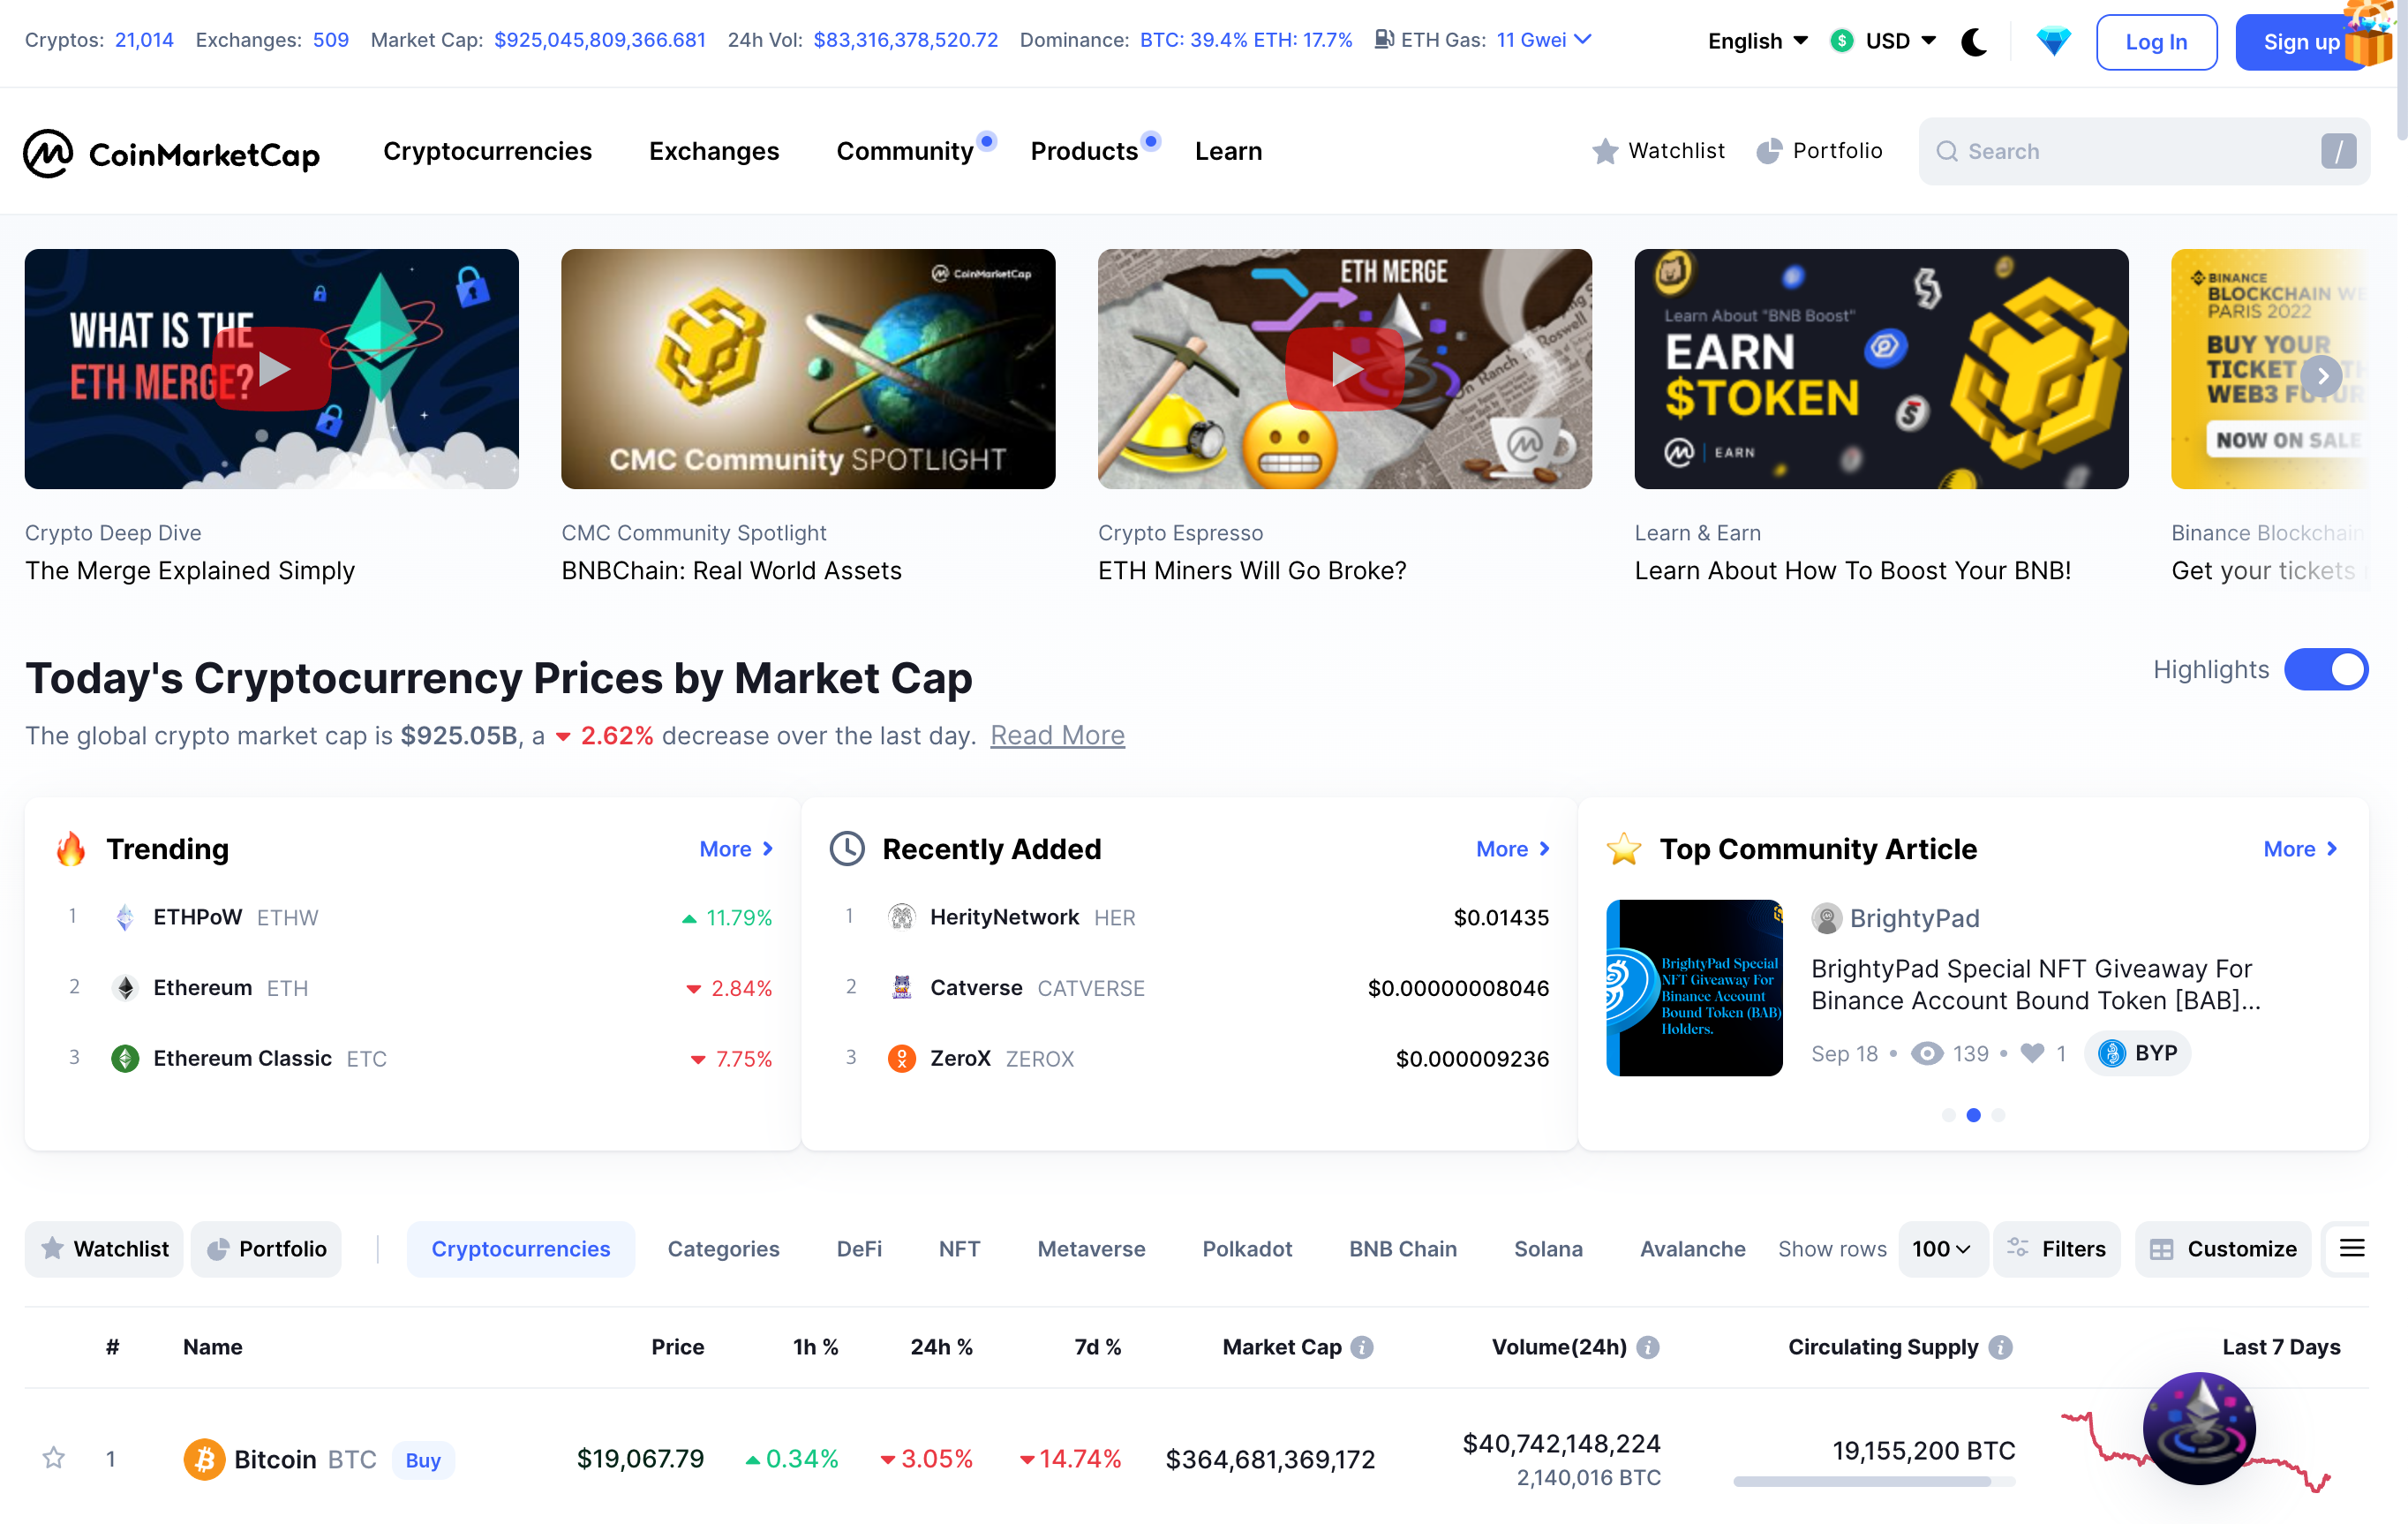 Cryptos: 21,014 Exchanges: 509 Market Cap: $925,045,809,366.681 24h Vol: $83,316,378,520.72 Dominance: BTC: 39.4% ETH: 17.7% ETH Gas: 11 Gwei English $ USD Log In Sign up
CoinMarketCap Cryptocurrencies Exchanges Community Products Learn Watchlist Portfolio Search /
WHAT IS THE
ETH MERGE?
CoinMarketCap
CMC Community SPOTLIGHT
ETH MERGE
Roswell
Ranch in
Learn About "BNB Boost"
EARN
$TOKEN
EARN
BINANCE
BLOCKCHAIN WE
PARIS 2022
BUY YOUR
TICKET
WEB3
NOW ON SALE
Crypto Deep Dive
The Merge Explained Simply
CMC Community Spotlight
BNBChain: Real World Assets
Crypto Espresso
ETH Miners Will Go Broke?
Learn & Earn
Learn About How To Boost Your BNB!
Binance Blockchain
Get your tickets
Today's Cryptocurrency Prices by Market Cap
Highlights
The global crypto market cap is $925.05B, a 2.62% decrease over the last day. Read More
Trending More
1 ETHPoW ETHW 11.79%
2 Ethereum ETH 2.84%
3 Ethereum Classic ETC 7.75%
Recently Added More
1 HerityNetwork HER $0.01435
2 Catverse CATVERSE $0.00000008046
3 ZeroX ZEROX $0.000009236
Top Community Article More
BrightyPad Special
NFT Giveaway For
Binance Account
Bound Token (BAB)
Holders.
BrightyPad
BrightyPad Special NFT Giveaway For
Binance Account Bound Token [BAB]...
Sep 18 • 139 • 1 BYP
Watchlist Portfolio Cryptocurrencies Categories DeFi NFT Metaverse Polkadot BNB Chain Solana Avalanche Show rows 100 Filters Customize
# Name Price 1h % 24h % 7d % Market Cap Volume(24h) Circulating Supply Last 7 Days
1 Bitcoin BTC Buy $19,067.79 0.34% 3.05% 14.74% $364,681,369,172 $40,742,148,224 19,155,200 BTC
2,140,016 BTC